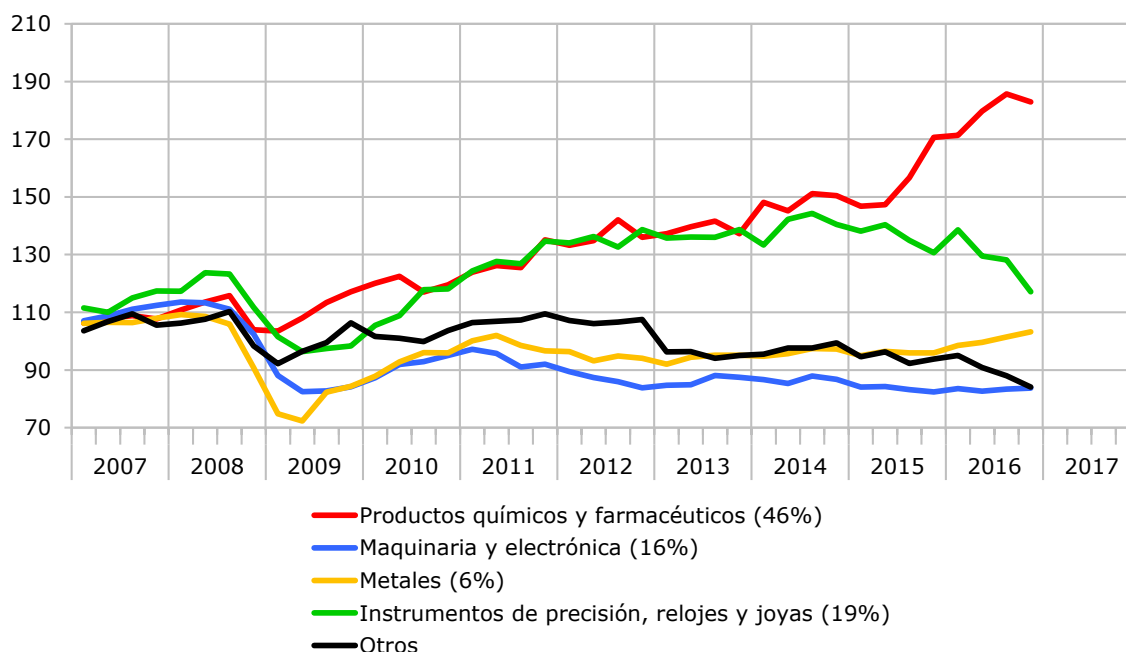 210
190
170
150
130
110
90
70
2007 2008 2009 2010 2011 2012 2013 2014 2015 2016 2017
Productos químicos y farmacéuticos (46%)
Maquinaria y electrónica (16%)
Metales (6%)
Instrumentos de precisión, relojes y joyas (19%)
Otros